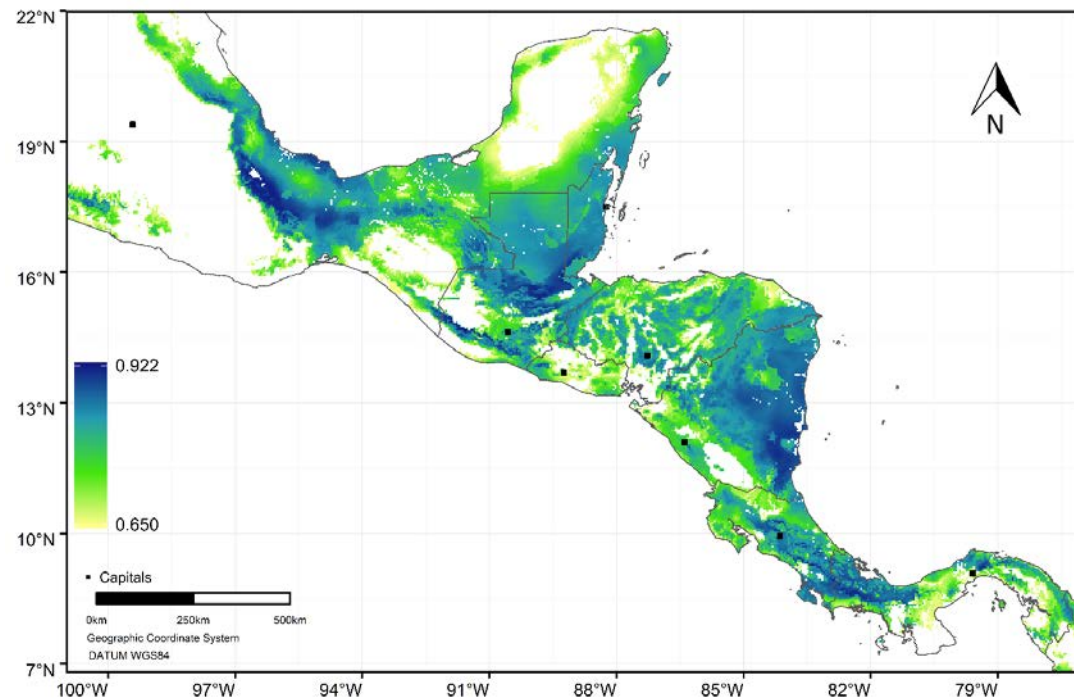 22°N
19°N
16°N
13°N
10°N
7°N
N
0.922
0.650
Capitals
0km 250km 500km
Geographic Coordinate System
DATUM WGS84
100°W 97°W 94°W 91°W 88°W 85°W 82°W 79°W